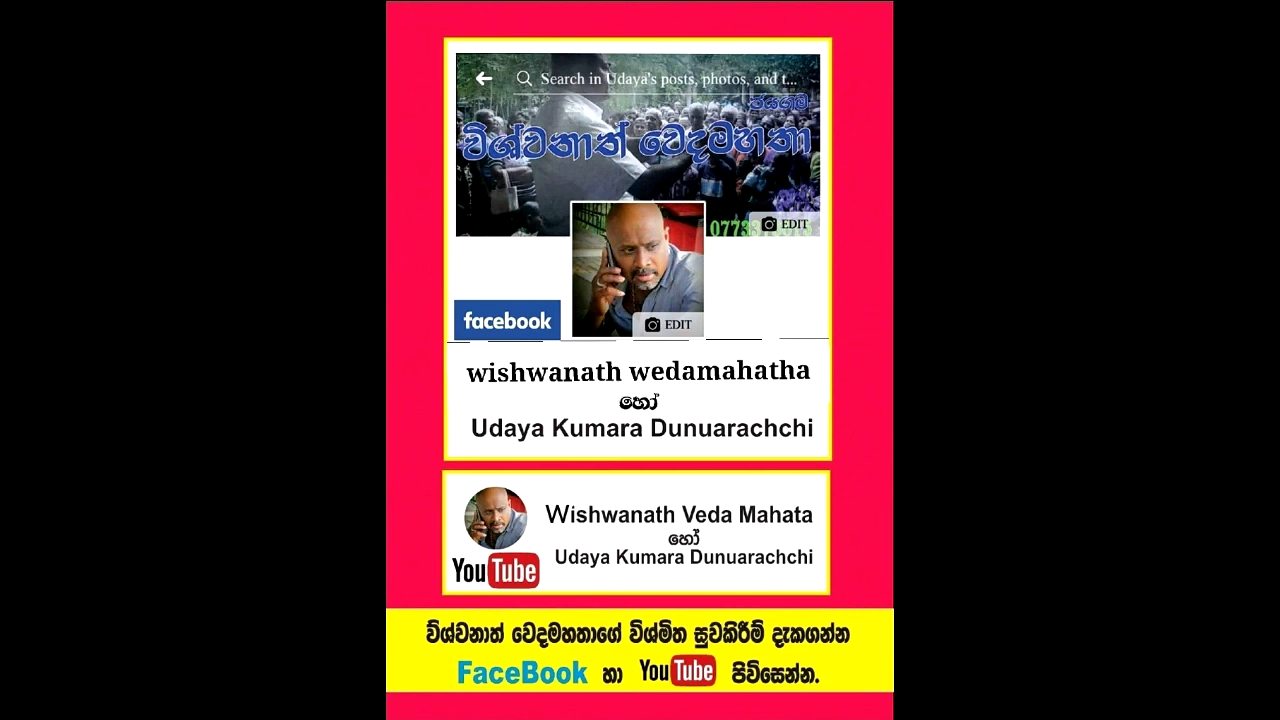 Search in Udaya's posts, photos, and t...
ජයගම
විශ්වනාත් වෙදමහතා
EDIT
EDIT
facebook
wishwanath wedamahatha
හෝ
Udaya Kumara Dunuarachchi
Wishwanath Veda Mahata
හෝ
Udaya Kumara Dunuarachchi
YouTube
විශ්වනාත් වෙදමහතාගේ විශ්මිත සුවකිරීම් දැකගන්න
FaceBook හා YouTube පිවිසෙන්න.